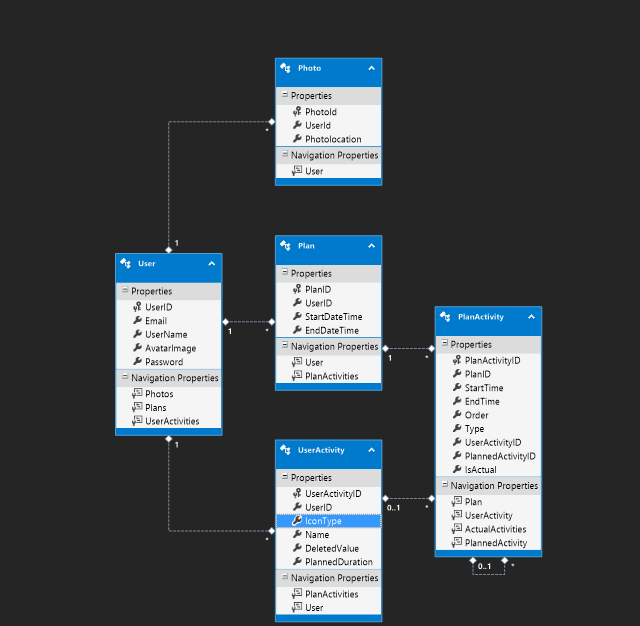 Photo
Properties
PhotoId
UserId
Photolocation
Navigation Properties
User
*
1
User
Properties
UserID
Email
UserName
AvatarImage
Password
Navigation Properties
Photos
Plans
UserActivities
1
*
Plan
Properties
PlanID
UserID
StartDateTime
EndDateTime
Navigation Properties
User
PlanActivities
1
*
1
*
UserActivity
Properties
UserActivityID
UserID
IconType
Name
DeletedValue
PlannedDuration
Navigation Properties
PlanActivities
User
0..1
*
PlanActivity
Properties
PlanActivityID
PlanID
StartTime
EndTime
Order
Type
UserActivityID
PlannedActivityID
IsActual
Navigation Properties
Plan
UserActivity
ActualActivities
PlannedActivity
0..1
*